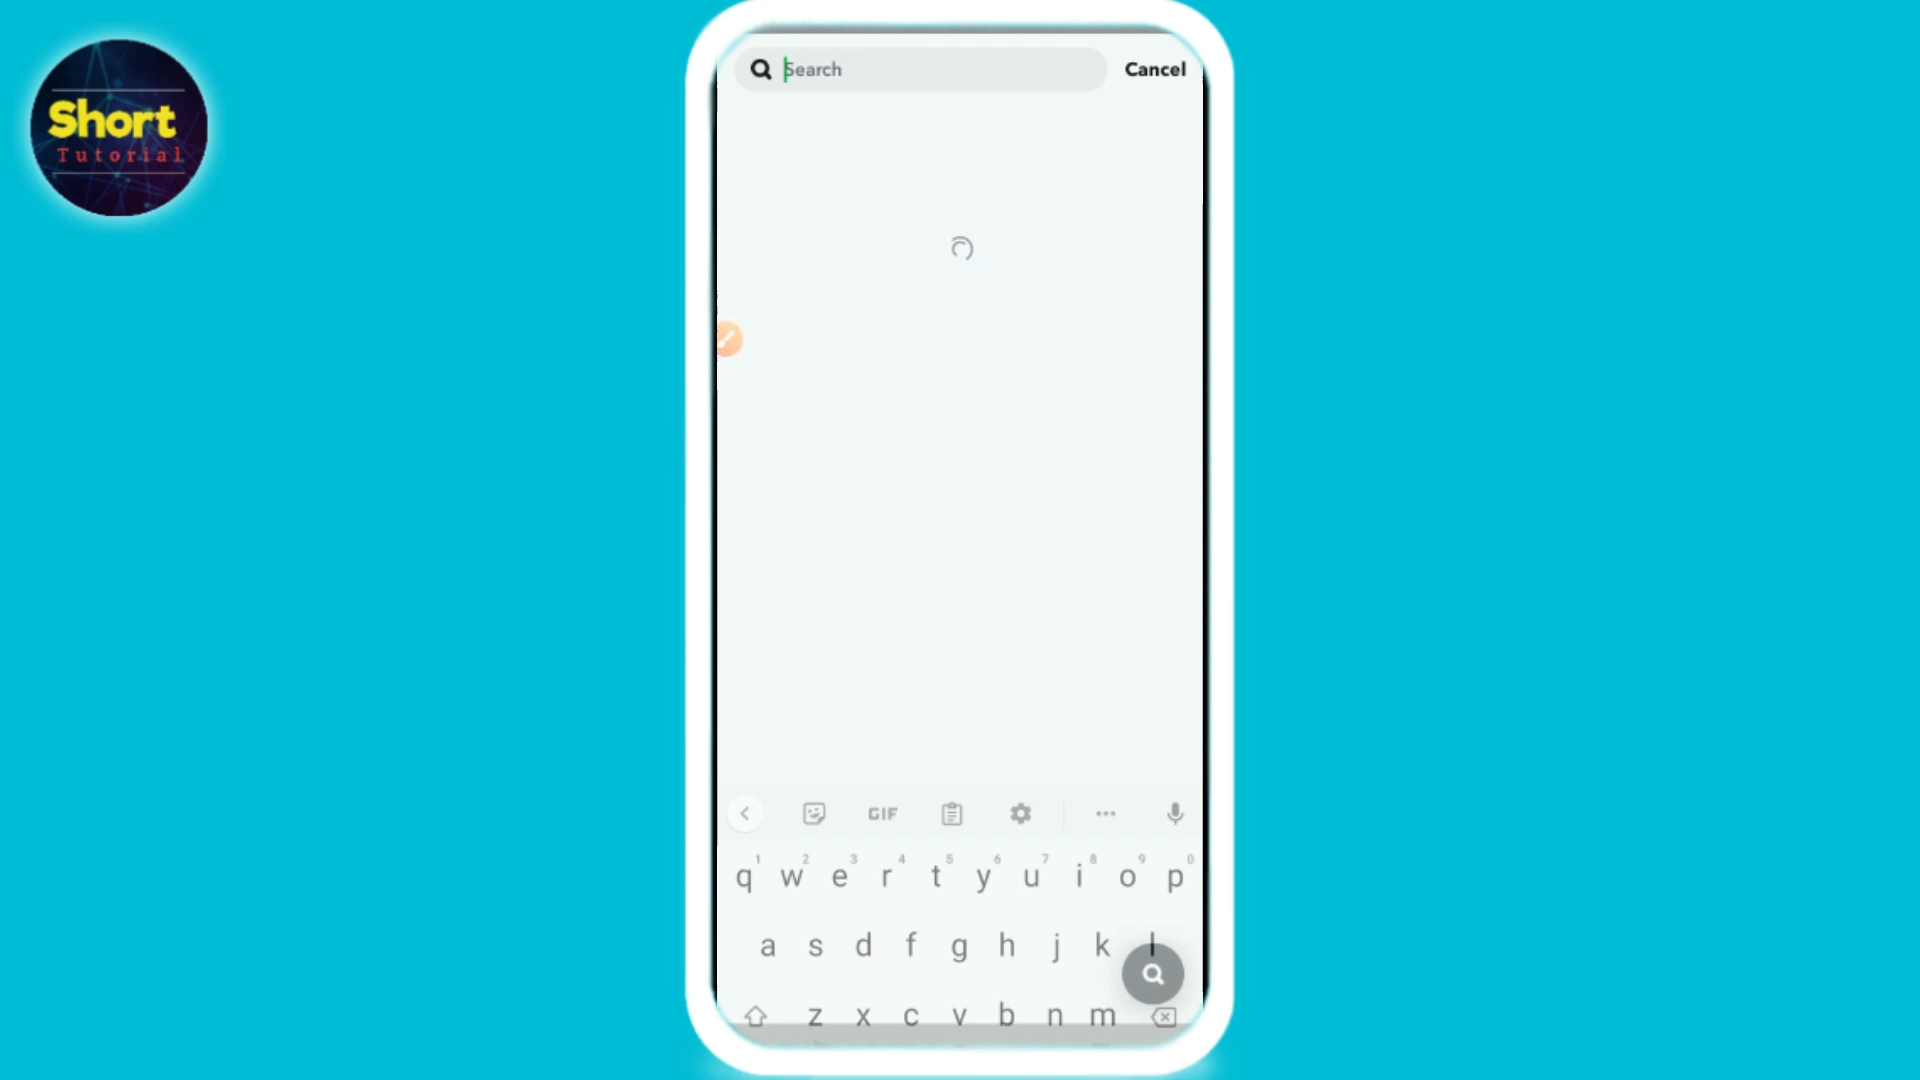 Short
Tutorial
Search
Cancel
GIF
1 2 3 4 5 6 7 8 9 0
q w e r t y u i o p
a s d f g h j k l
z x c v b n m